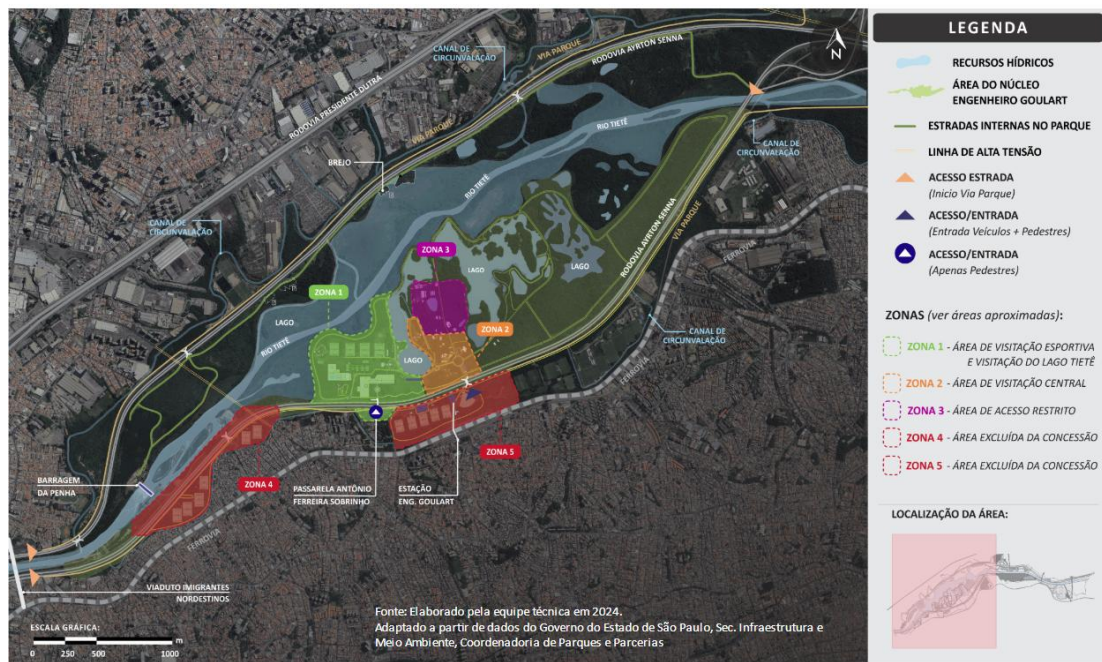 CANAL DE
CIRCUNVALAÇÃO
VIA PARQUE
RODOVIA AYRTON SENNA
N
RODOVIA PRESIDENTE DUTRA
VIA PARQUE
RIO TIETÊ
CANAL DE
CIRCUNVALAÇÃO
BREJO
RIO TIETÊ
CANAL DE
CIRCUNVALAÇÃO
ZONA 3
LAGO
LAGO
RODOVIA AYRTON SENNA
VIA PARQUE
FERROVIA
ZONA 1
LAGO
RIO TIETÊ
LAGO
ZONA 2
CANAL DE
CIRCUNVALAÇÃO
FERROVIA
ZONA 5
ZONA 4
BARRAGEM
DA PENHA
PASSARELA ANTÔNIO
FERREIRA SOBRINHO
ESTAÇÃO
ENG. GOULART
FERROVIA
VIADUTO IMIGRANTES
NORDESTINOS
ESCALA GRÁFICA:
0 250 500 1000 m
Fonte: Elaborado pela equipe técnica em 2024.
Adaptado a partir de dados do Governo do Estado de São Paulo, Sec. Infraestrutura e
Meio Ambiente, Coordenadoria de Parques e Parcerias
LEGENDA
RECURSOS HÍDRICOS
ÁREA DO NÚCLEO
ENGENHEIRO GOULART
ESTRADAS INTERNAS NO PARQUE
LINHA DE ALTA TENSÃO
ACESSO ESTRADA
(Inicio Via Parque)
ACESSO/ENTRADA
(Entrada Veículos + Pedestres)
ACESSO/ENTRADA
(Apenas Pedestres)
ZONAS (ver áreas aproximadas):
ZONA 1 - ÁREA DE VISITAÇÃO ESPORTIVA
E VISITAÇÃO DO LAGO TIETÊ
ZONA 2 - ÁREA DE VISITAÇÃO CENTRAL
ZONA 3 - ÁREA DE ACESSO RESTRITO
ZONA 4 - ÁREA EXCLUÍDA DA CONCESSÃO
ZONA 5 - ÁREA EXCLUÍDA DA CONCESSÃO
LOCALIZAÇÃO DA ÁREA: